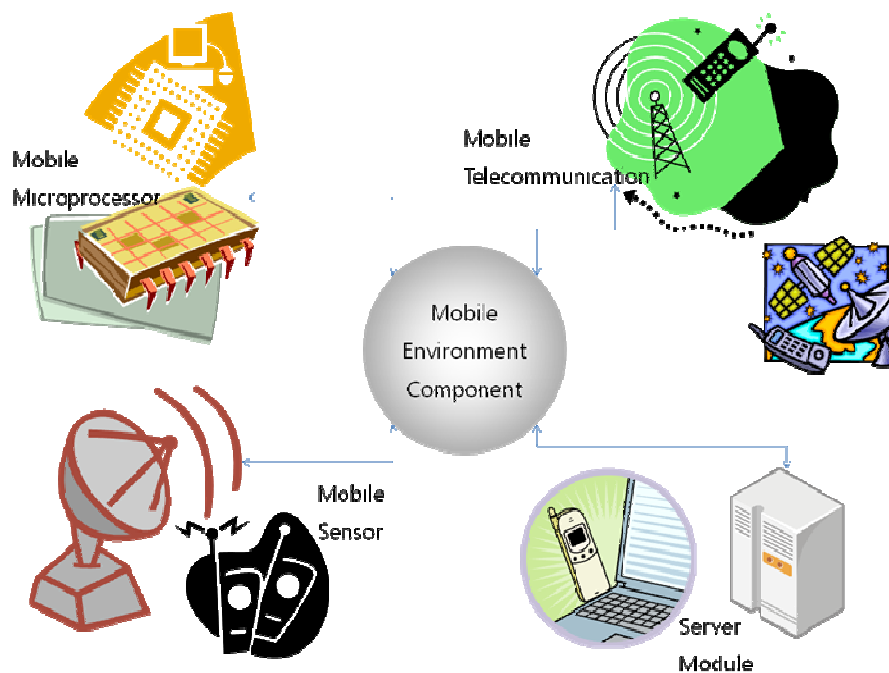 Mobile
Microprocessor
Mobile
Telecommunication
Mobile
Environment
Component
Mobile
Sensor
Server
Module